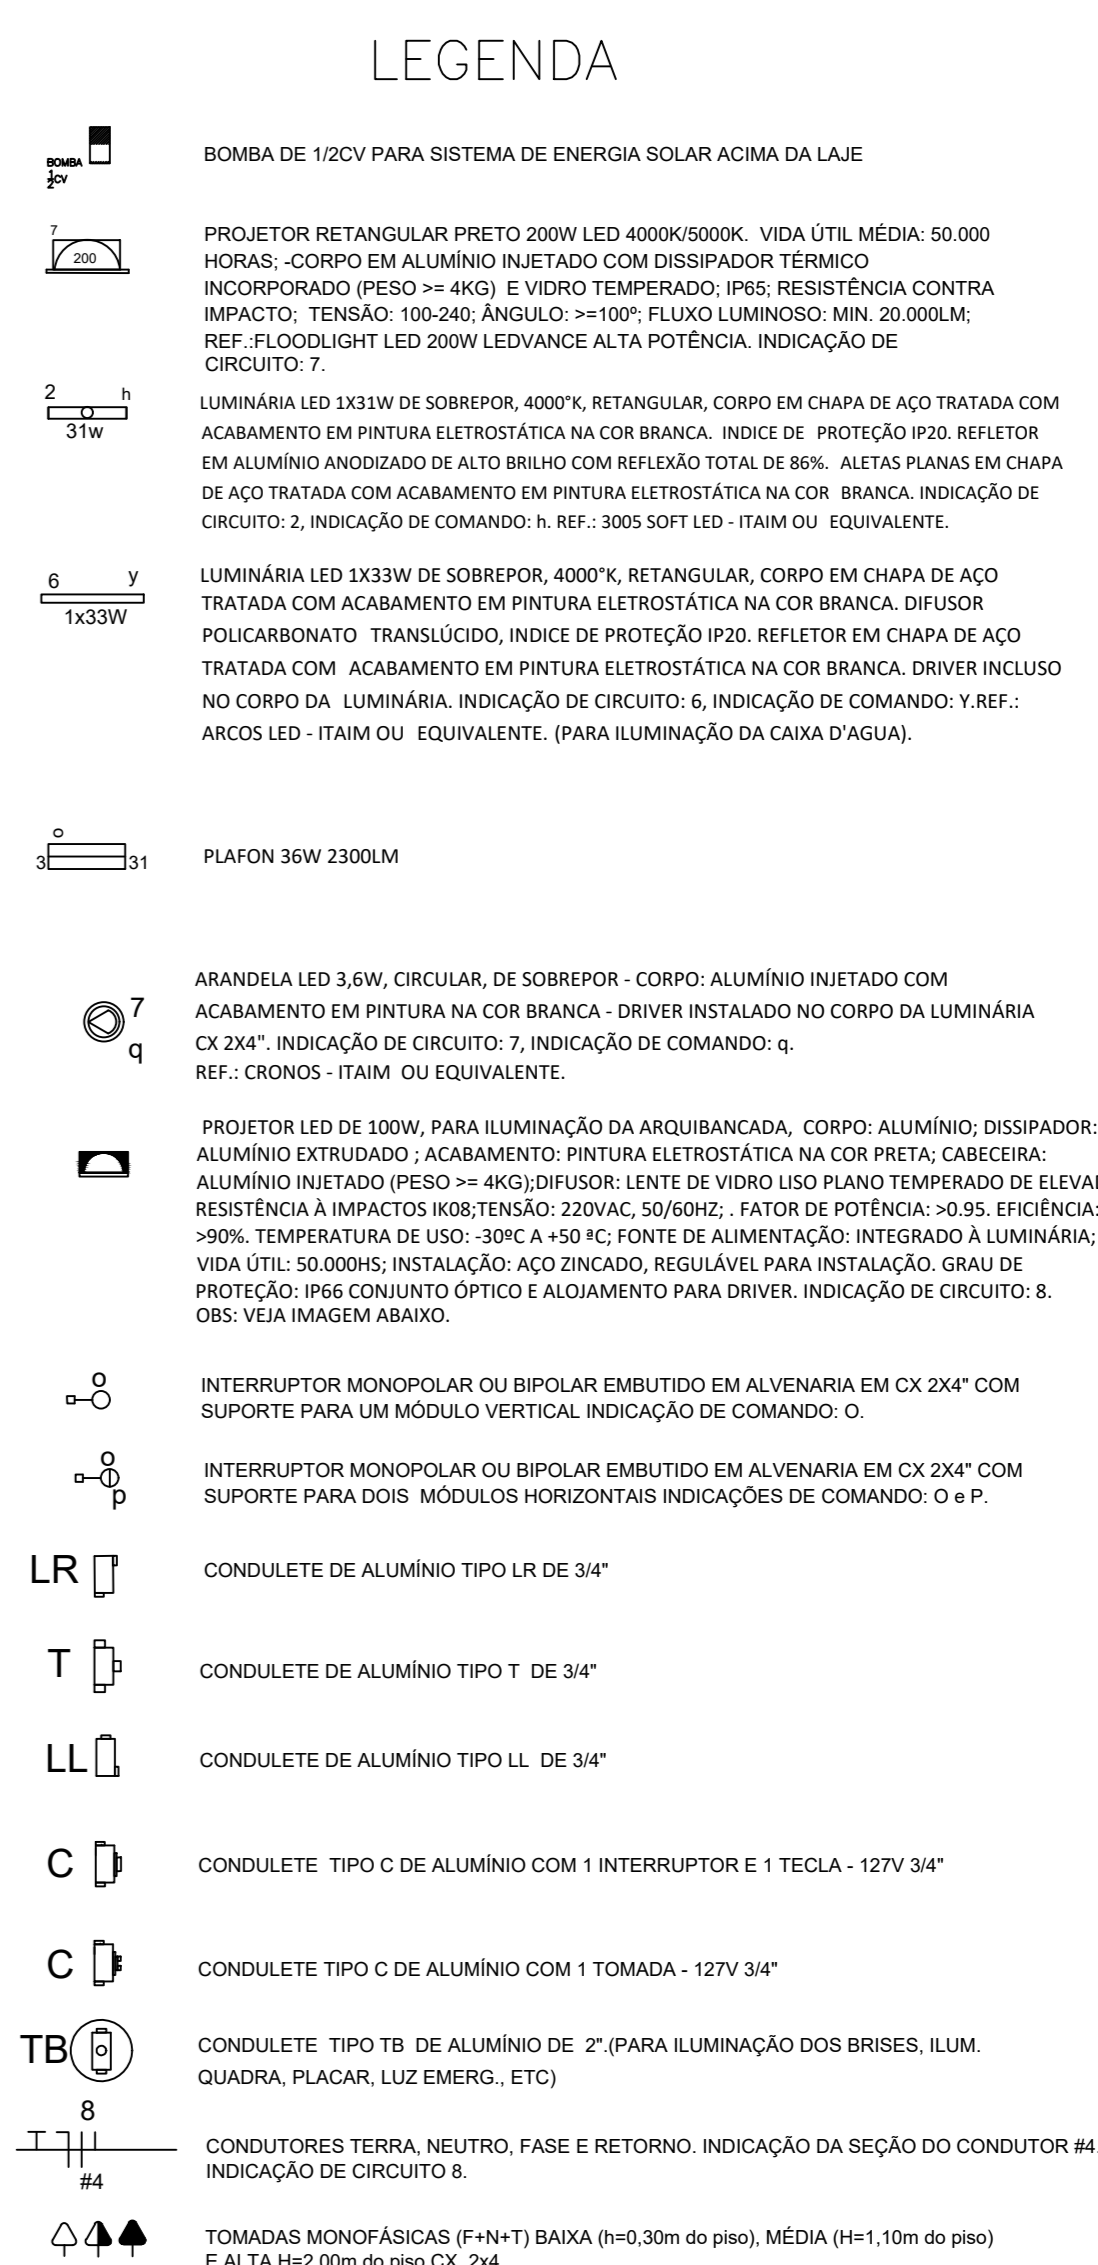 LEGENDA
BOMBA
1/2CV
BOMBA DE 1/2CV PARA SISTEMA DE ENERGIA SOLAR ACIMA DA LAJE
7
200
PROJETOR RETANGULAR PRETO 200W LED 4000K/5000K. VIDA ÚTIL MÉDIA: 50.000
HORAS; -CORPO EM ALUMÍNIO INJETADO COM DISSIPADOR TÉRMICO
INCORPORADO (PESO >= 4KG) E VIDRO TEMPERADO; IP65; RESISTÊNCIA CONTRA
IMPACTO; TENSÃO: 100-240; ÂNGULO: >=100º; FLUXO LUMINOSO: MIN. 20.000LM;
REF.:FLOODLIGHT LED 200W LEDVANCE ALTA POTÊNCIA. INDICAÇÃO DE
CIRCUITO: 7.
2 h
31w
LUMINÁRIA LED 1X31W DE SOBREPOR, 4000°K, RETANGULAR, CORPO EM CHAPA DE AÇO TRATADA COM
ACABAMENTO EM PINTURA ELETROSTÁTICA NA COR BRANCA. INDICE DE PROTEÇÃO IP20. REFLETOR
EM ALUMÍNIO ANODIZADO DE ALTO BRILHO COM REFLEXÃO TOTAL DE 86%. ALETAS PLANAS EM CHAPA
DE AÇO TRATADA COM ACABAMENTO EM PINTURA ELETROSTÁTICA NA COR BRANCA. INDICAÇÃO DE
CIRCUITO: 2, INDICAÇÃO DE COMANDO: h. REF.: 3005 SOFT LED - ITAIM OU EQUIVALENTE.
6 y
1x33W
LUMINÁRIA LED 1X33W DE SOBREPOR, 4000°K, RETANGULAR, CORPO EM CHAPA DE AÇO
TRATADA COM ACABAMENTO EM PINTURA ELETROSTÁTICA NA COR BRANCA. DIFUSOR
POLICARBONATO TRANSLÚCIDO, INDICE DE PROTEÇÃO IP20. REFLETOR EM CHAPA DE AÇO
TRATADA COM ACABAMENTO EM PINTURA ELETROSTÁTICA NA COR BRANCA. DRIVER INCLUSO
NO CORPO DA LUMINÁRIA. INDICAÇÃO DE CIRCUITO: 6, INDICAÇÃO DE COMANDO: Y.REF.:
ARCOS LED - ITAIM OU EQUIVALENTE. (PARA ILUMINAÇÃO DA CAIXA D'AGUA).
o
3 31
PLAFON 36W 2300LM
7
q
ARANDELA LED 3,6W, CIRCULAR, DE SOBREPOR - CORPO: ALUMÍNIO INJETADO COM
ACABAMENTO EM PINTURA NA COR BRANCA - DRIVER INSTALADO NO CORPO DA LUMINÁRIA
CX 2X4". INDICAÇÃO DE CIRCUITO: 7, INDICAÇÃO DE COMANDO: q.
REF.: CRONOS - ITAIM OU EQUIVALENTE.
PROJETOR LED DE 100W, PARA ILUMINAÇÃO DA ARQUIBANCADA, CORPO: ALUMÍNIO; DISSIPADOR:
ALUMÍNIO EXTRUDADO ; ACABAMENTO: PINTURA ELETROSTÁTICA NA COR PRETA; CABECEIRA:
ALUMÍNIO INJETADO (PESO >= 4KG);DIFUSOR: LENTE DE VIDRO LISO PLANO TEMPERADO DE ELEVA
RESISTÊNCIA À IMPACTOS IK08;TENSÃO: 220VAC, 50/60HZ; . FATOR DE POTÊNCIA: >0.95. EFICIÊNCIA:
>90%. TEMPERATURA DE USO: -30ºC A +50 ªC; FONTE DE ALIMENTAÇÃO: INTEGRADO À LUMINÁRIA;
VIDA ÚTIL: 50.000HS; INSTALAÇÃO: AÇO ZINCADO, REGULÁVEL PARA INSTALAÇÃO. GRAU DE
PROTEÇÃO: IP66 CONJUNTO ÓPTICO E ALOJAMENTO PARA DRIVER. INDICAÇÃO DE CIRCUITO: 8.
OBS: VEJA IMAGEM ABAIXO.
o
INTERRUPTOR MONOPOLAR OU BIPOLAR EMBUTIDO EM ALVENARIA EM CX 2X4" COM
SUPORTE PARA UM MÓDULO VERTICAL INDICAÇÃO DE COMANDO: O.
o
p
INTERRUPTOR MONOPOLAR OU BIPOLAR EMBUTIDO EM ALVENARIA EM CX 2X4" COM
SUPORTE PARA DOIS MÓDULOS HORIZONTAIS INDICAÇÕES DE COMANDO: O e P.
LR
CONDULETE DE ALUMÍNIO TIPO LR DE 3/4"
T
CONDULETE DE ALUMÍNIO TIPO T DE 3/4"
LL
CONDULETE DE ALUMÍNIO TIPO LL DE 3/4"
C
CONDULETE TIPO C DE ALUMÍNIO COM 1 INTERRUPTOR E 1 TECLA - 127V 3/4"
C
CONDULETE TIPO C DE ALUMÍNIO COM 1 TOMADA - 127V 3/4"
TB
CONDULETE TIPO TB DE ALUMÍNIO DE 2".(PARA ILUMINAÇÃO DOS BRISES, ILUM.
QUADRA, PLACAR, LUZ EMERG., ETC)
8
#4
CONDUTORES TERRA, NEUTRO, FASE E RETORNO. INDICAÇÃO DA SEÇÃO DO CONDUTOR #4.
INDICAÇÃO DE CIRCUITO 8.
TOMADAS MONOFÁSICAS (F+N+T) BAIXA (h=0,30m do piso), MÉDIA (H=1,10m do piso)
E ALTA H=2,00m do piso CX. 2x4